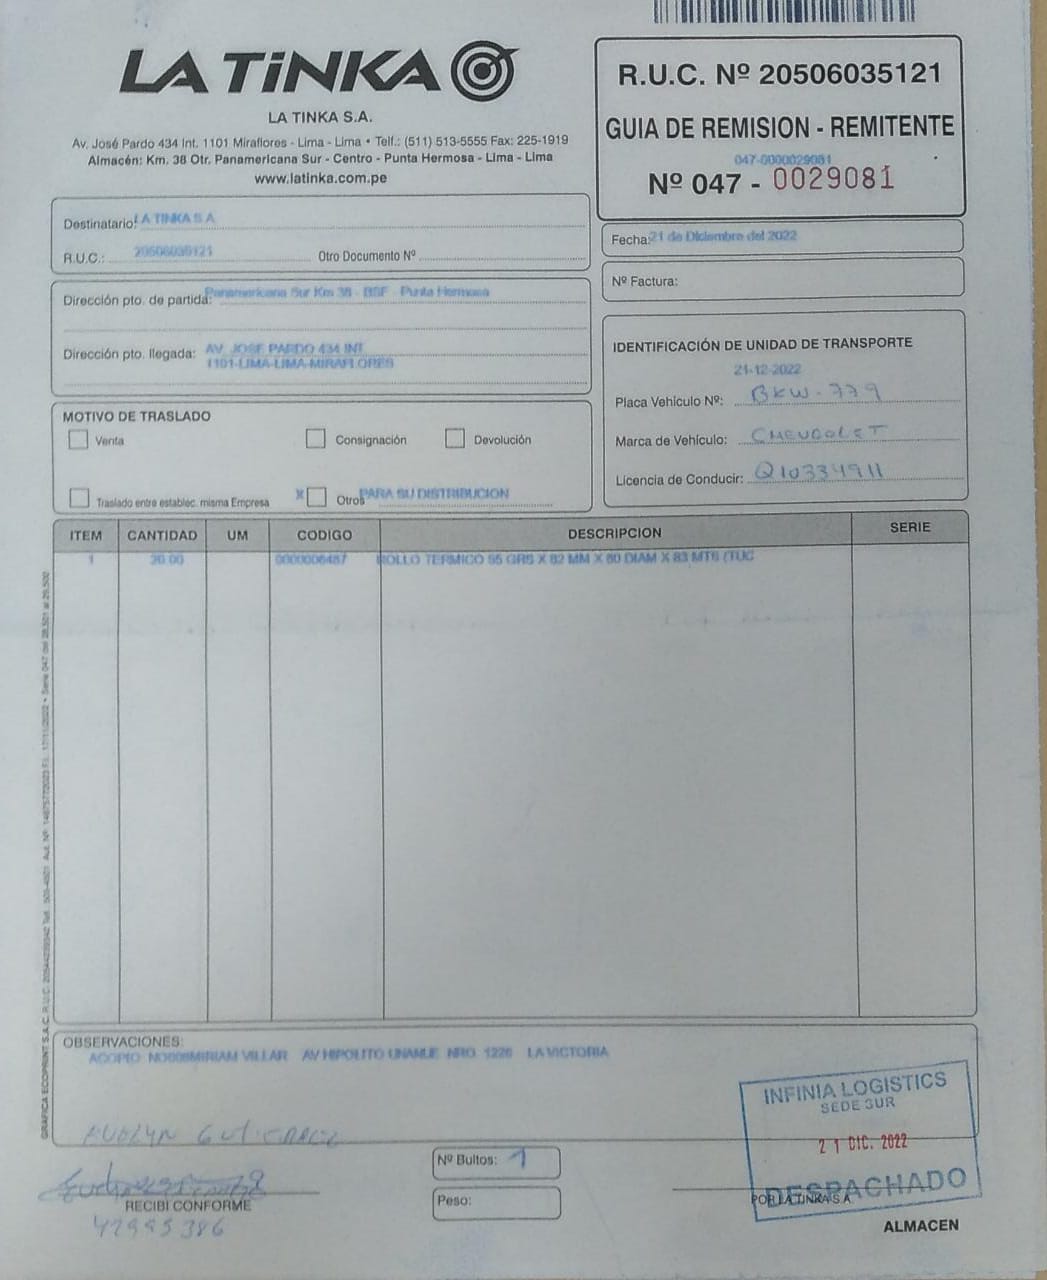 LA TiNKA
LA TINKA S.A.
Av. José Pardo 434 Int. 1101 Miraflores - Lima - Lima • Telf.: (511) 513-5555 Fax: 225-1919
Almacén: Km. 38 Otr. Panamericana Sur - Centro - Punta Hermosa - Lima - Lima
www.latinka.com.pe
R.U.C. Nº 20506035121
GUIA DE REMISION - REMITENTE
047-0000029081
Nº 047 - 0029081
Destinatario: LA TINKA S A
R.U.C.: 20506035121 Otro Documento Nº
Fecha: 21 de Diciembre del 2022
Nº Factura:
Dirección pto. de partida: Panamericana Sur Km 38 - BSF - Punta Hermosa
Dirección pto. llegada: AV. JOSE PARDO 434 INT
1101-LIMA-LIMA-MIRAFLORES
IDENTIFICACIÓN DE UNIDAD DE TRANSPORTE
21-12-2022
Placa Vehículo Nº: BKW-779
Marca de Vehículo: CHEVROLET
Licencia de Conducir: Q10334911
MOTIVO DE TRASLADO
Venta Consignación Devolución
Traslado entre establec. misma Empresa X Otros PARA SU DISTRIBUCION
ITEM CANTIDAD UM CODIGO DESCRIPCION SERIE
1 20.00 0000006487 ROLLO TERMICO 95 GRS X 82 MM X 80 DIAM X 83 MTS (TUC
OBSERVACIONES:
ACOPIO NO008MIRIAM VILLAR AV HIPOLITO UNANUE NRO 1226 LA VICTORIA
INFINIA LOGISTICS
SEDE SUR
21 DIC. 2022
DESPACHADO
Nº Bultos: 1
Peso:
RECIBI CONFORME
42995386
POR LA TINKA S.A.
ALMACEN